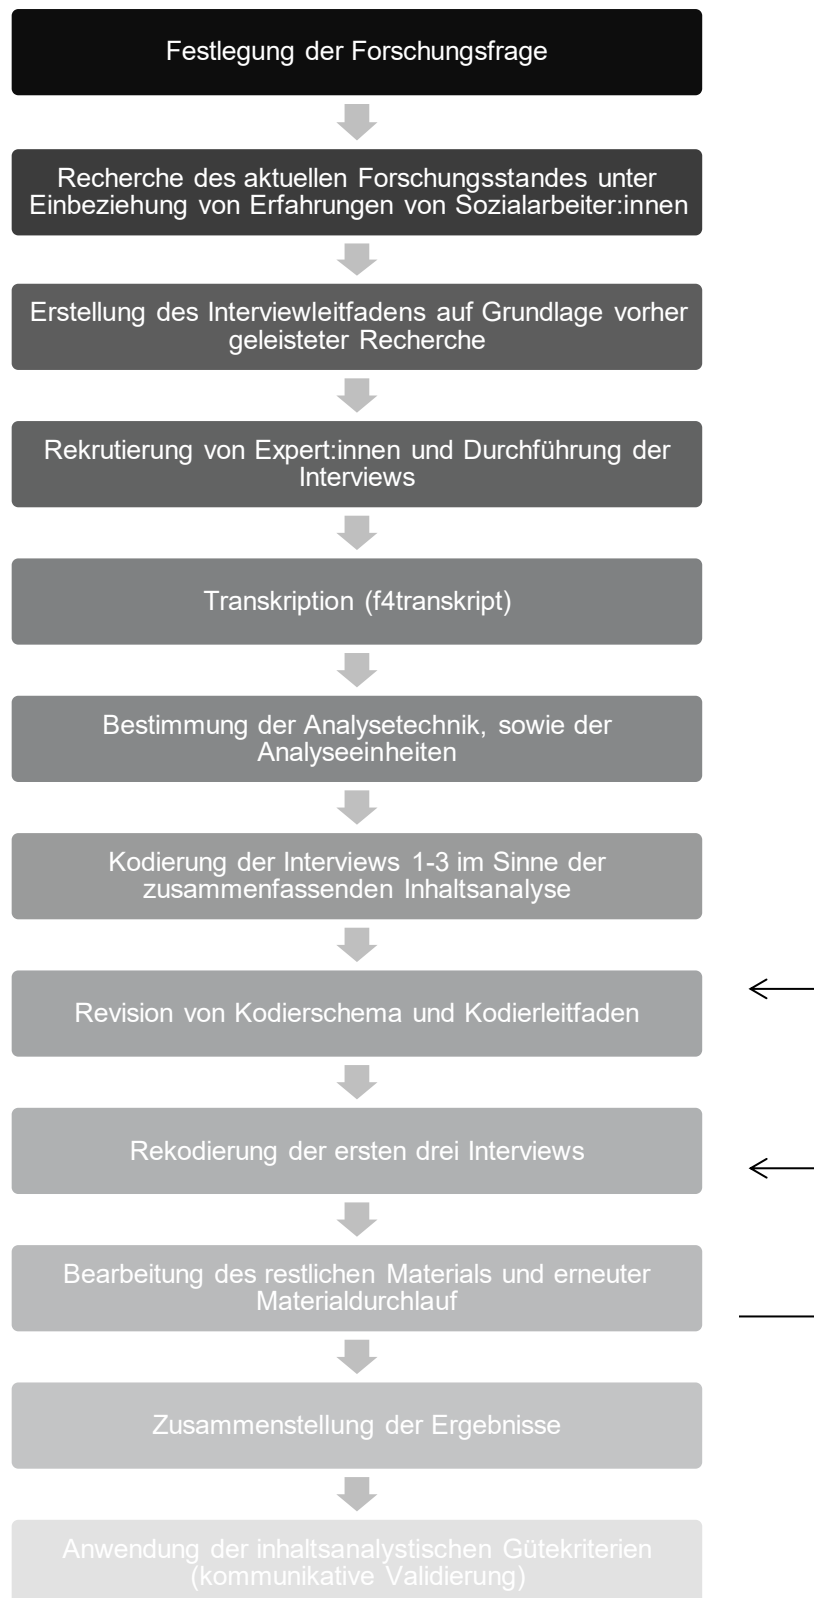 Festlegung der Forschungsfrage
Recherche des aktuellen Forschungsstandes unter
Einbeziehung von Erfahrungen von Sozialarbeiter:innen
Erstellung des Interviewleitfadens auf Grundlage vorher
geleisteter Recherche
Rekrutierung von Expert:innen und Durchführung der
Interviews
Transkription (f4transkript)
Bestimmung der Analysetechnik, sowie der
Analyseeinheiten
Kodierung der Interviews 1-3 im Sinne der
zusammenfassenden Inhaltsanalyse
Revision von Kodierschema und Kodierleitfaden
Rekodierung der ersten drei Interviews
Bearbeitung des restlichen Materials und erneuter
Materialdurchlauf
Zusammenstellung der Ergebnisse
Anwendung der inhaltsanalystischen Gütekriterien
(kommunikative Validierung)